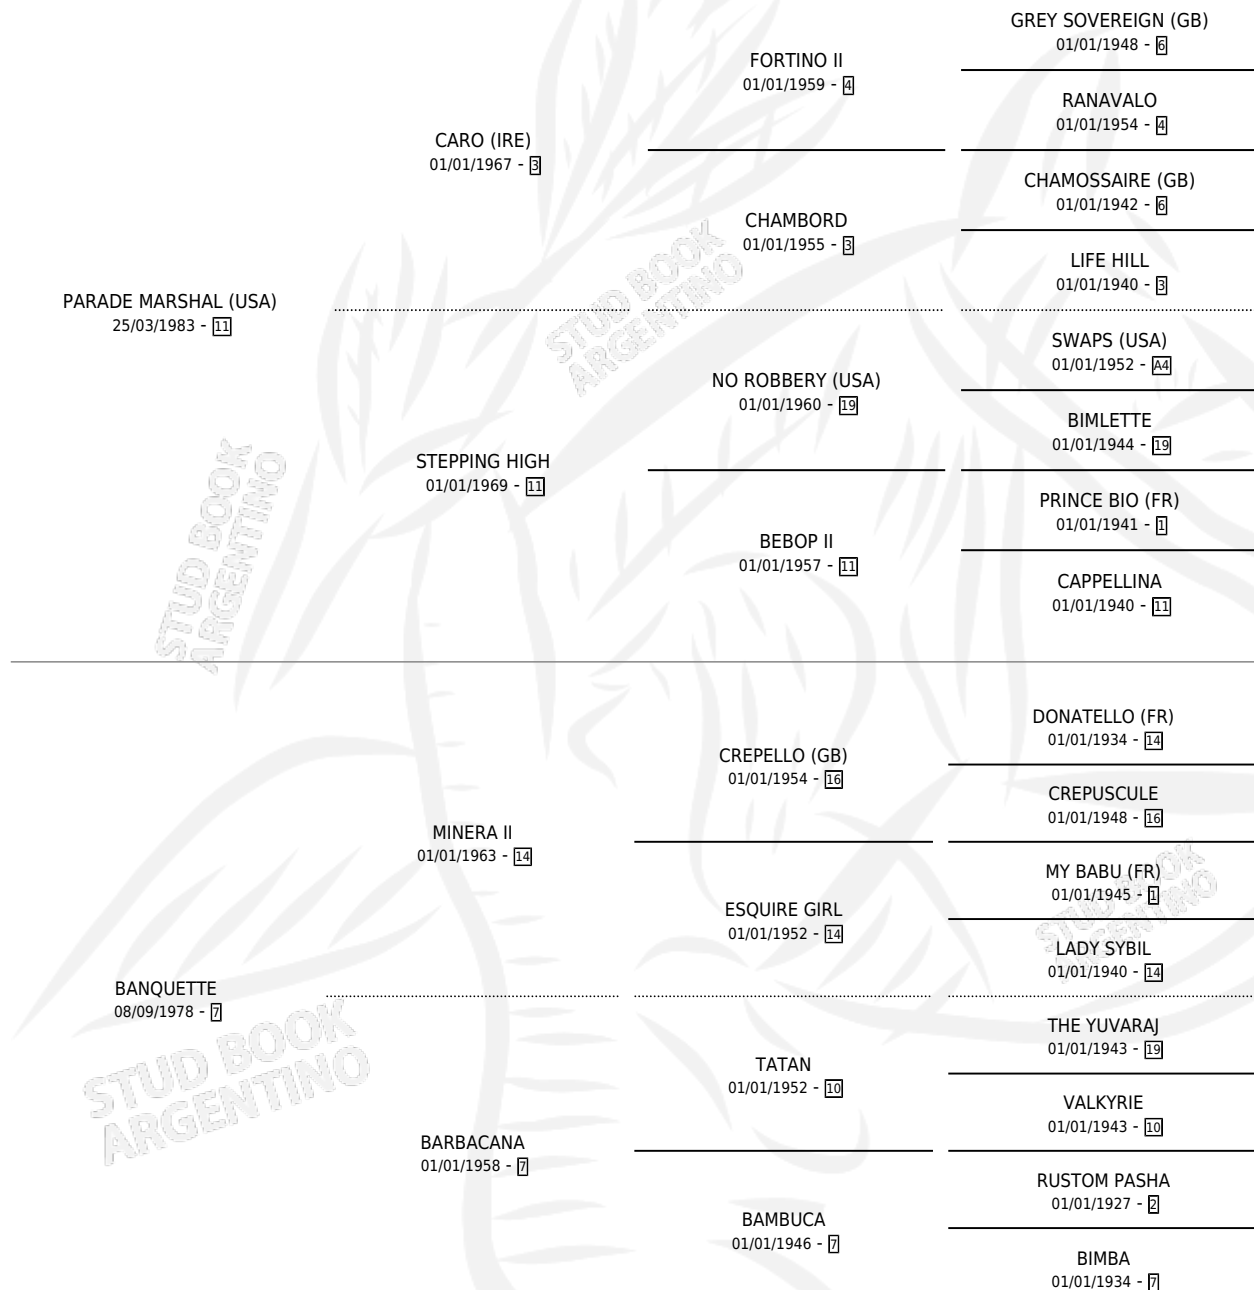 GREY SOVEREIGN (GB)
01/01/1948 - 6
FORTINO II
01/01/1959 - 4
RANAVALO
01/01/1954 - 4
CARO (IRE)
01/01/1967 - 3
CHAMOSSAIRE (GB)
01/01/1942 - 6
CHAMBORD
01/01/1955 - 3
LIFE HILL
01/01/1940 - 3
PARADE MARSHAL (USA)
25/03/1983 - 11
SWAPS (USA)
01/01/1952 - A4
NO ROBBERY (USA)
01/01/1960 - 19
BIMLETTE
01/01/1944 - 19
STEPPING HIGH
01/01/1969 - 11
PRINCE BIO (FR)
01/01/1941 - 1
BEBOP II
01/01/1957 - 11
CAPPELLINA
01/01/1940 - 11
DONATELLO (FR)
01/01/1934 - 14
CREPELLO (GB)
01/01/1954 - 16
CREPUSCULE
01/01/1948 - 16
MINERA II
01/01/1963 - 14
MY BABU (FR)
01/01/1945 - 1
ESQUIRE GIRL
01/01/1952 - 14
LADY SYBIL
01/01/1940 - 14
BANQUETTE
08/09/1978 - 7
THE YUVARAJ
01/01/1943 - 19
TATAN
01/01/1952 - 10
VALKYRIE
01/01/1943 - 10
BARBACANA
01/01/1958 - 7
RUSTOM PASHA
01/01/1927 - 2
BAMBUCA
01/01/1946 - 7
BIMBA
01/01/1934 - 7
STUD BOOK
ARGENTINO
STUD BOOK
ARGENTINO
STUD BOOK
ARGENTINO
STUD BOOK
ARGENTINO